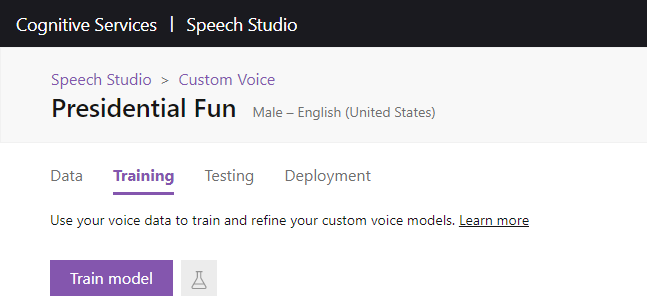 Cognitive Services | Speech Studio
Speech Studio > Custom Voice
Presidential Fun Male – English (United States)
Data Training Testing Deployment
Use your voice data to train and refine your custom voice models. Learn more
Train model